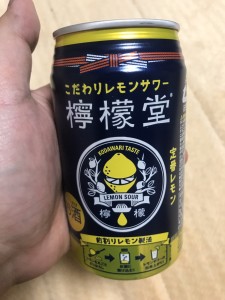 こだわりレモンサワー
檸檬堂
定番レモン
KODAWARI TASTE
LEMON SOUR
檸 檬
酒
前割りレモン製法